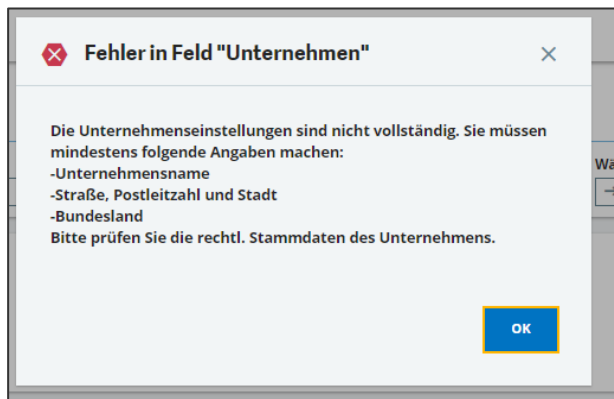 Fehler in Feld "Unternehmen"
Die Unternehmenseinstellungen sind nicht vollständig. Sie müssen
mindestens folgende Angaben machen:
-Unternehmensname
-Straße, Postleitzahl und Stadt
-Bundesland
Bitte prüfen Sie die rechtl. Stammdaten des Unternehmens.
Wä
OK